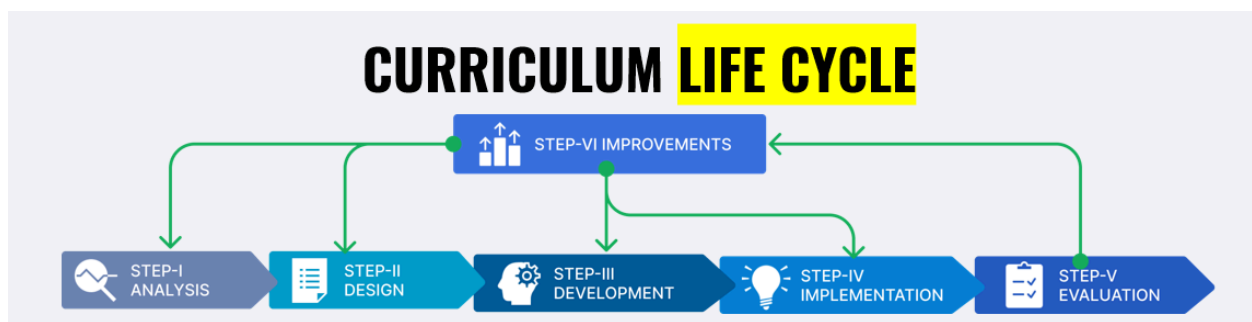 CURRICULUM LIFE CYCLE
STEP-VI IMPROVEMENTS
STEP-I
ANALYSIS
STEP-II
DESIGN
STEP-III
DEVELOPMENT
STEP-IV
IMPLEMENTATION
STEP-V
EVALUATION